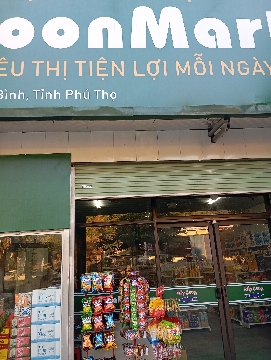 oonMar
ÊU THỊ TIỆN LỢI MỖI NGÀY
Bình, Tỉnh Phú Thọ